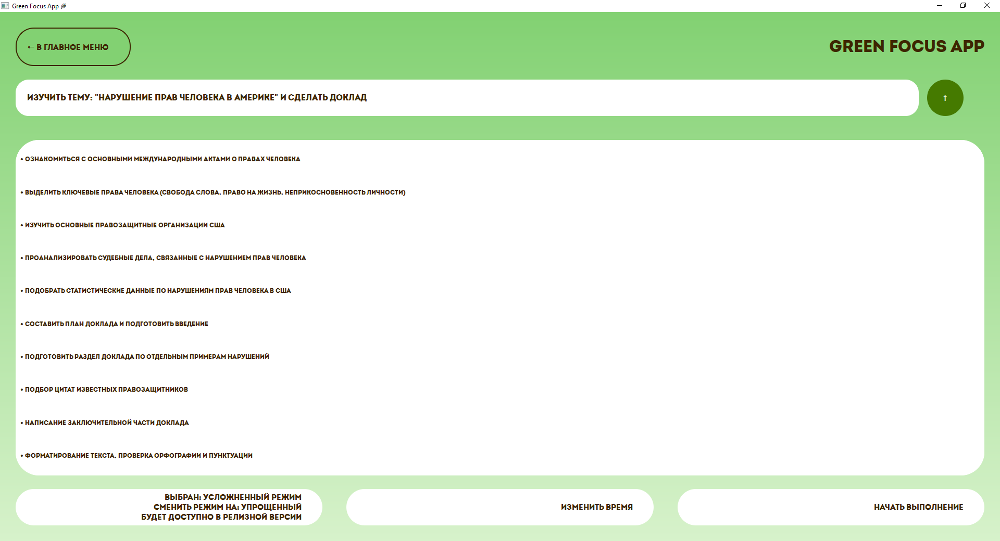 Green Focus App
← В ГЛАВНОЕ МЕНЮ
GREEN FOCUS APP
ИЗУЧИТЬ ТЕМУ: "НАРУШЕНИЕ ПРАВ ЧЕЛОВЕКА В АМЕРИКЕ" И СДЕЛАТЬ ДОКЛАД
↑
• ОЗНАКОМИТЬСЯ С ОСНОВНЫМИ МЕЖДУНАРОДНЫМИ АКТАМИ О ПРАВАХ ЧЕЛОВЕКА
• ВЫДЕЛИТЬ КЛЮЧЕВЫЕ ПРАВА ЧЕЛОВЕКА (СВОБОДА СЛОВА, ПРАВО НА ЖИЗНЬ, НЕПРИКОСНОВЕННОСТЬ ЛИЧНОСТИ)
• ИЗУЧИТЬ ОСНОВНЫЕ ПРАВОЗАЩИТНЫЕ ОРГАНИЗАЦИИ США
• ПРОАНАЛИЗИРОВАТЬ СУДЕБНЫЕ ДЕЛА, СВЯЗАННЫЕ С НАРУШЕНИЕМ ПРАВ ЧЕЛОВЕКА
• ПОДОБРАТЬ СТАТИСТИЧЕСКИЕ ДАННЫЕ ПО НАРУШЕНИЯМ ПРАВ ЧЕЛОВЕКА В США
• СОСТАВИТЬ ПЛАН ДОКЛАДА И ПОДГОТОВИТЬ ВВЕДЕНИЕ
• ПОДГОТОВИТЬ РАЗДЕЛ ДОКЛАДА ПО ОТДЕЛЬНЫМ ПРИМЕРАМ НАРУШЕНИЙ
• ПОДБОР ЦИТАТ ИЗВЕСТНЫХ ПРАВОЗАЩИТНИКОВ
• НАПИСАНИЕ ЗАКЛЮЧИТЕЛЬНОЙ ЧАСТИ ДОКЛАДА
• ФОРМАТИРОВАНИЕ ТЕКСТА, ПРОВЕРКА ОРФОГРАФИИ И ПУНКТУАЦИИ
ВЫБРАН: УСЛОЖНЕННЫЙ РЕЖИМ
СМЕНИТЬ РЕЖИМ НА: УПРОЩЕННЫЙ
БУДЕТ ДОСТУПНО В РЕЛИЗНОЙ ВЕРСИИ
ИЗМЕНИТЬ ВРЕМЯ
НАЧАТЬ ВЫПОЛНЕНИЕ